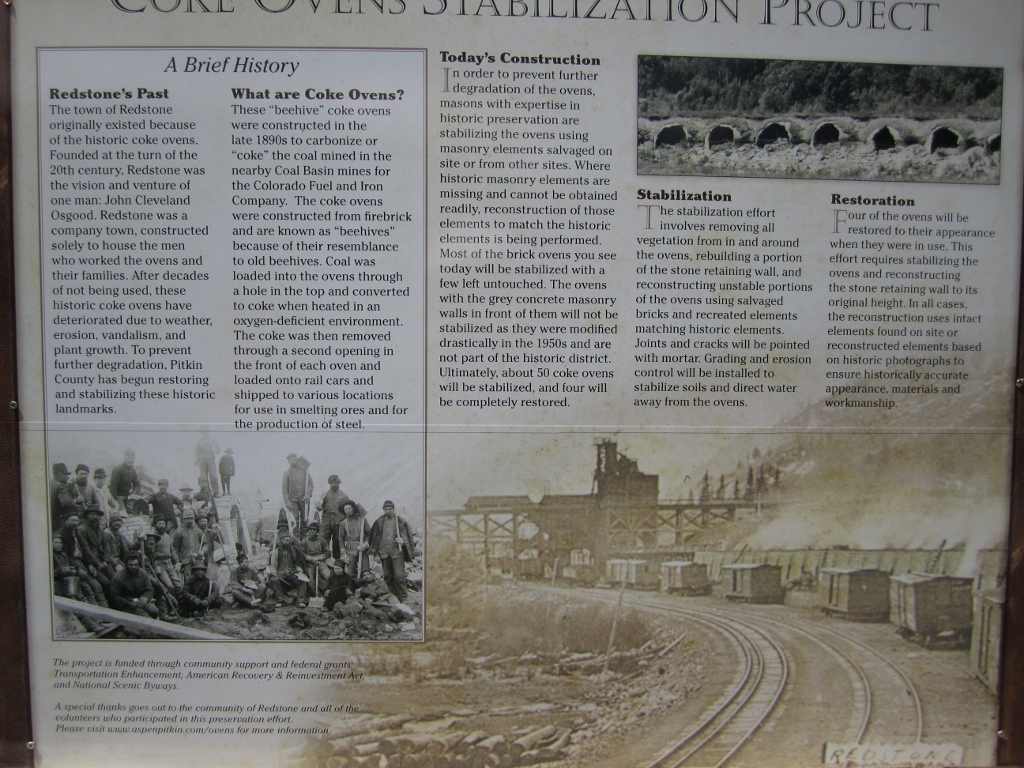 COKE OVENS STABILIZATION PROJECT
A Brief History
Redstone's Past
The town of Redstone
originally existed because
of the historic coke ovens.
Founded at the turn of the
20th century, Redstone was
the vision and venture of
one man: John Cleveland
Osgood. Redstone was a
company town, constructed
solely to house the men
who worked the ovens and
their families. After decades
of not being used, these
historic coke ovens have
deteriorated due to weather,
erosion, vandalism, and
plant growth. To prevent
further degradation, Pitkin
County has begun restoring
and stabilizing these historic
landmarks.
What are Coke Ovens?
These "beehive" coke ovens
were constructed in the
late 1890s to carbonize or
"coke" the coal mined in the
nearby Coal Basin mines for
the Colorado Fuel and Iron
Company. The coke ovens
were constructed from firebrick
and are known as "beehives"
because of their resemblance
to old beehives. Coal was
loaded into the ovens through
a hole in the top and converted
to coke when heated in an
oxygen-deficient environment.
The coke was then removed
through a second opening in
the front of each oven and
loaded onto rail cars and
shipped to various locations
for use in smelting ores and for
the production of steel.
Today's Construction
In order to prevent further
degradation of the ovens,
masons with expertise in
historic preservation are
stabilizing the ovens using
masonry elements salvaged on
site or from other sites. Where
historic masonry elements are
missing and cannot be obtained
readily, reconstruction of those
elements to match the historic
elements is being performed.
Most of the brick ovens you see
today will be stabilized with a
few left untouched. The ovens
with the grey concrete masonry
walls in front of them will not be
stabilized as they were modified
drastically in the 1950s and are
not part of the historic district.
Ultimately, about 50 coke ovens
will be stabilized, and four will
be completely restored.
Stabilization
The stabilization effort
involves removing all
vegetation from in and around
the ovens, rebuilding a portion
of the stone retaining wall, and
reconstructing unstable portions
of the ovens using salvaged
bricks and recreated elements
matching historic elements.
Joints and cracks will be pointed
with mortar. Grading and erosion
control will be installed to
stabilize soils and direct water
away from the ovens.
Restoration
Four of the ovens will be
restored to their appearance
when they were in use. This
effort requires stabilizing the
ovens and reconstructing
the stone retaining wall to its
original height. In all cases,
the reconstruction uses intact
elements found on site or
reconstructed elements based
on historic photographs to
ensure historically accurate
appearance, materials and
workmanship.
The project is funded through community support and federal grants:
Transportation Enhancement, American Recovery & Reinvestment Act
and National Scenic Byways.
A special thanks goes out to the community of Redstone and all of the
volunteers who participated in this preservation effort.
Please visit www.aspenpitkin.com/ovens for more information.
REDSTONE